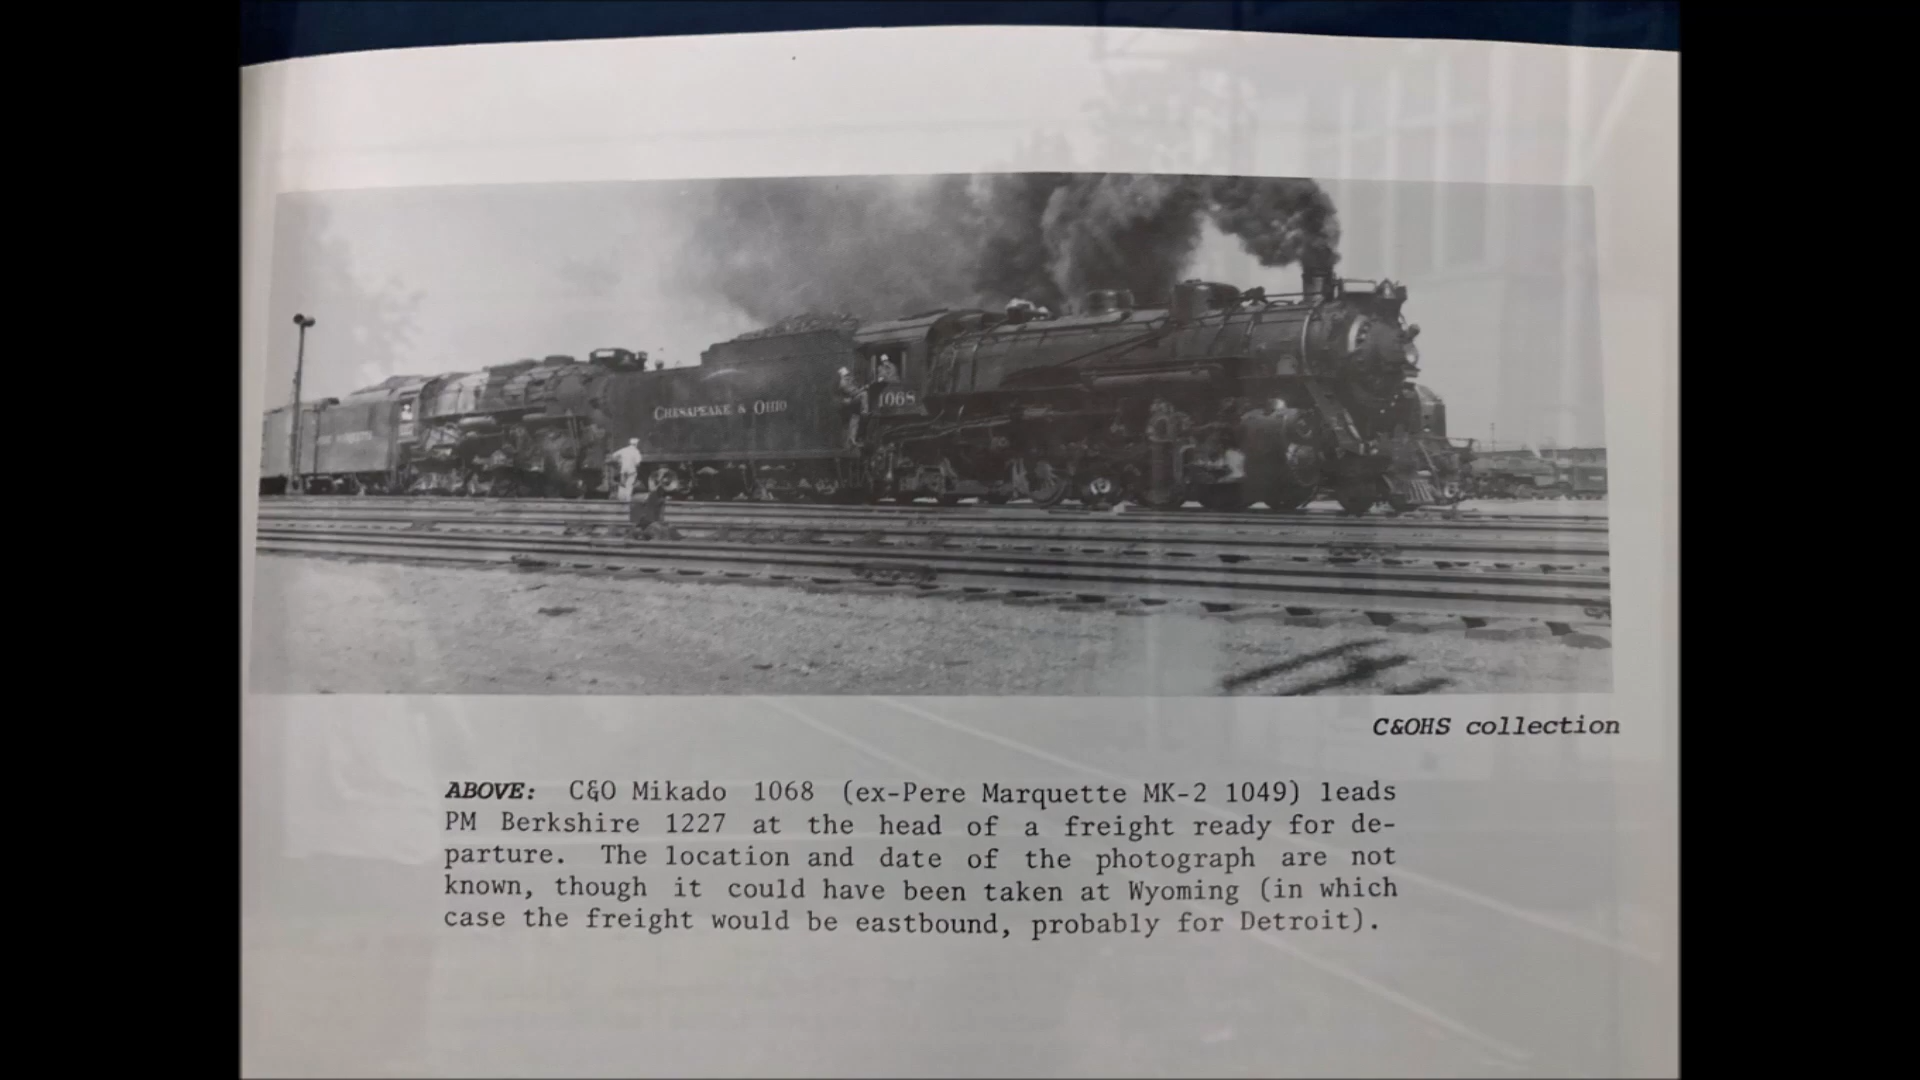 CHESAPEAKE & OHIO
1068
MARQUETTE
C&OHS collection
ABOVE: C&O Mikado 1068 (ex-Pere Marquette MK-2 1049) leads
PM Berkshire 1227 at the head of a freight ready for de-
parture. The location and date of the photograph are not
known, though it could have been taken at Wyoming (in which
case the freight would be eastbound, probably for Detroit).